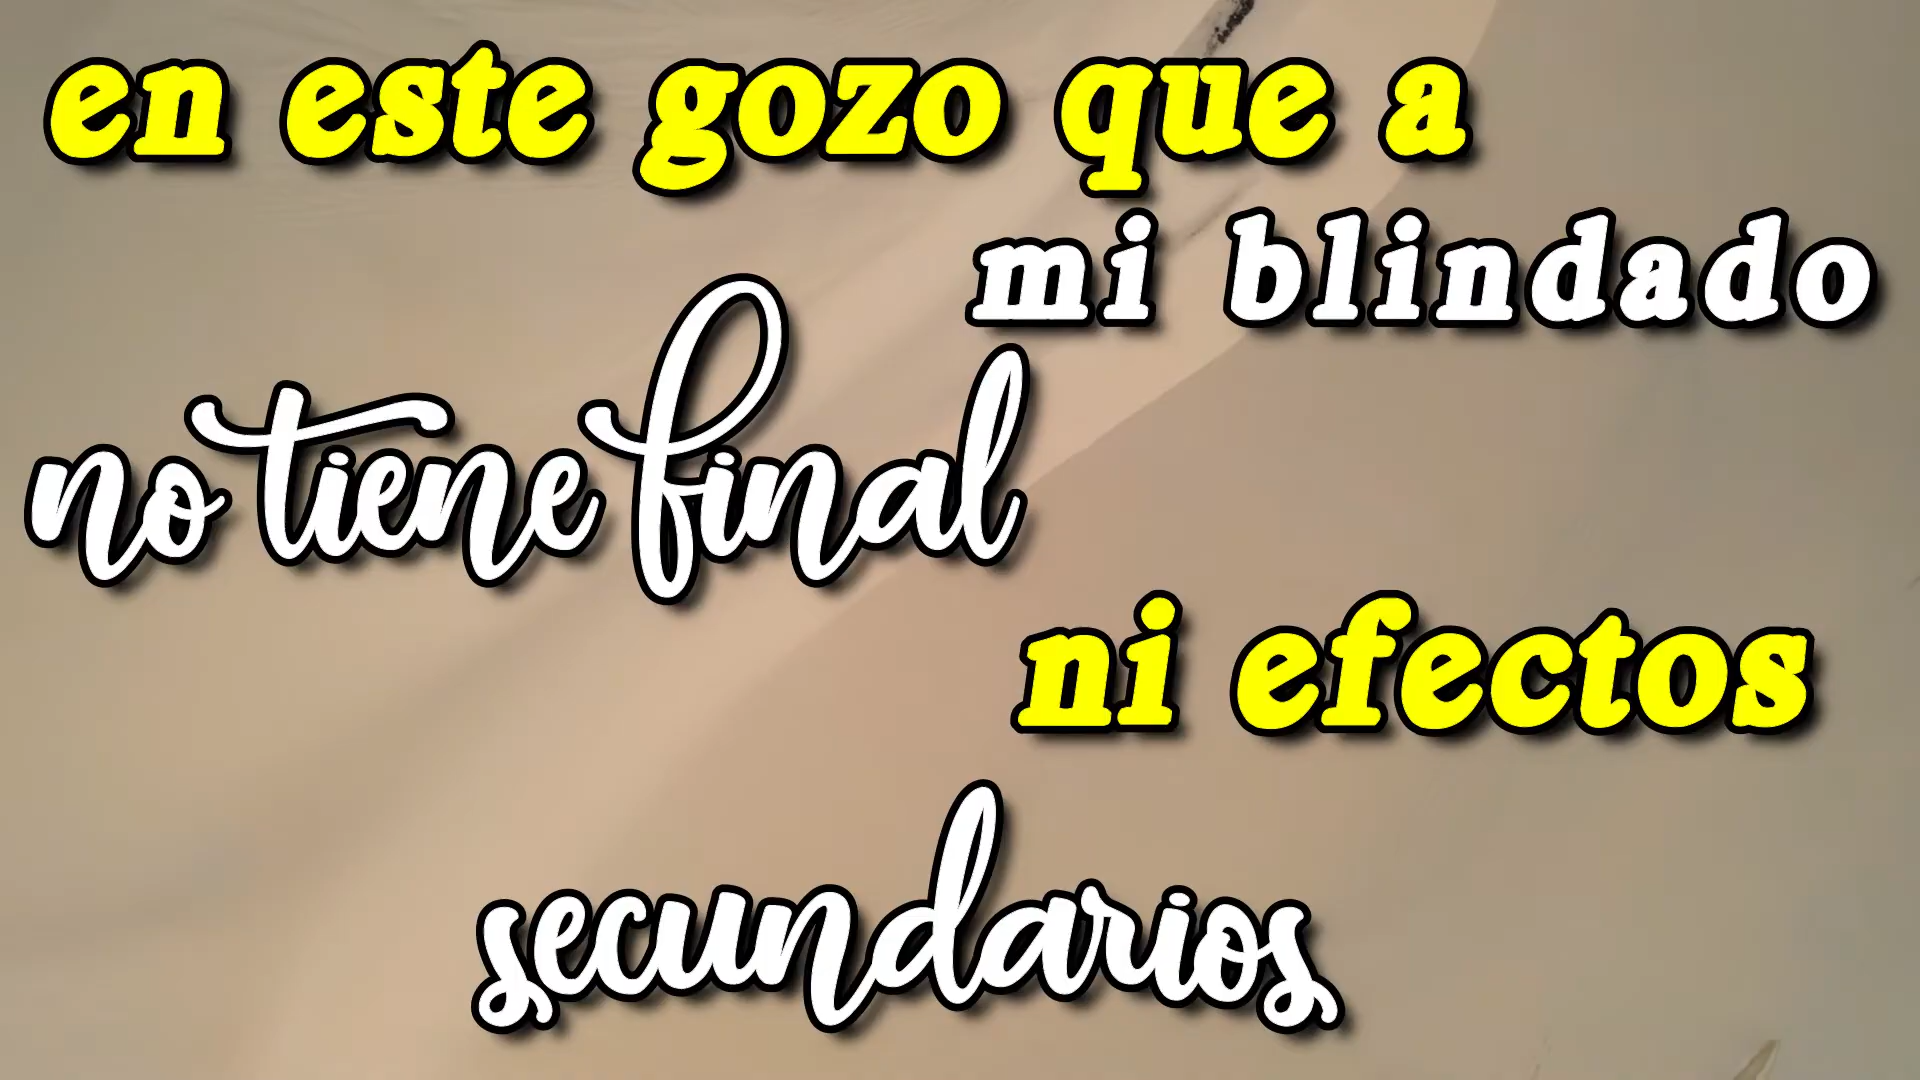 en este gozo que a
mi blindado
no tiene final
ni efectos
secundarios